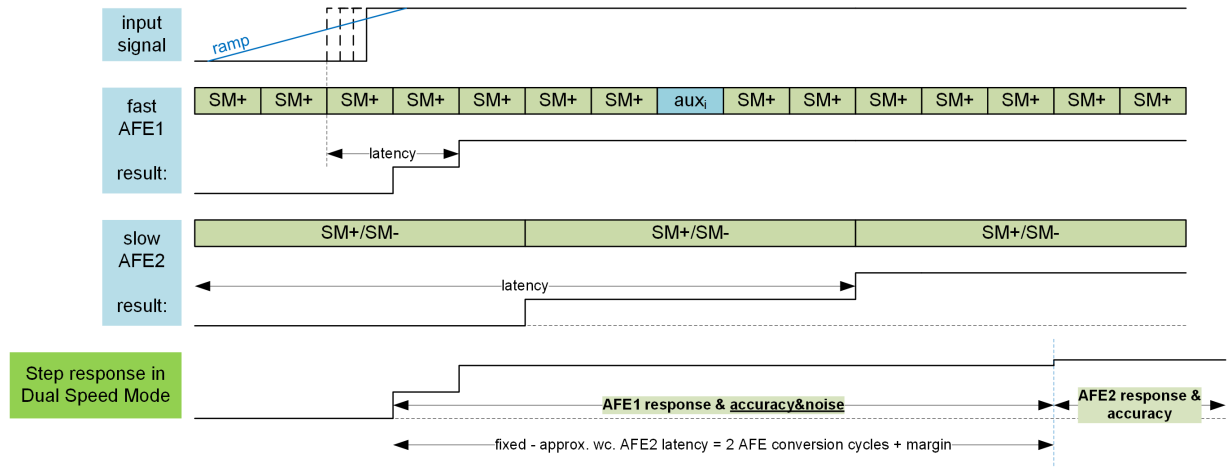 input
signal
ramp
fast
AFE1
SM+ SM+ SM+ SM+ SM+ SM+ SM+ auxi SM+ SM+ SM+ SM+ SM+ SM+ SM+
latency
result:
slow
AFE2
SM+/SM- SM+/SM- SM+/SM-
latency
result:
Step response in
Dual Speed Mode
AFE1 response & accuracy&noise
AFE2 response &
accuracy
fixed - approx. wc. AFE2 latency = 2 AFE conversion cycles + margin